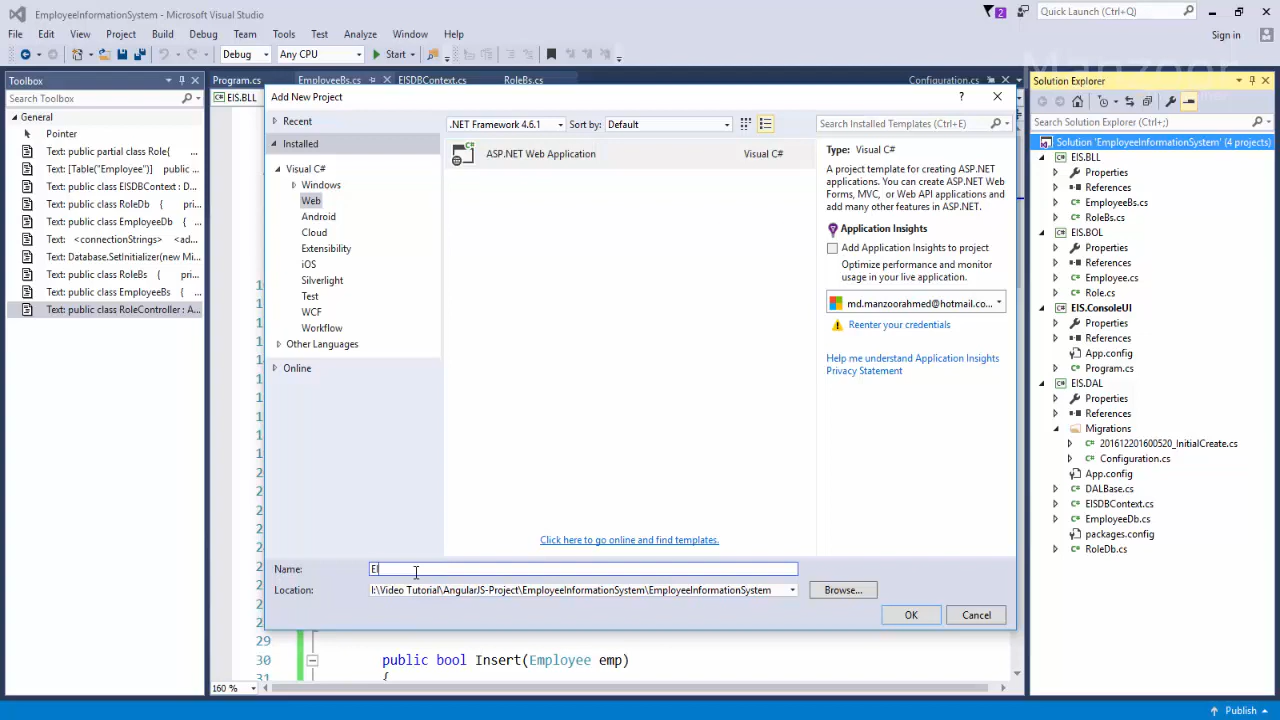 EmployeeInformationSystem - Microsoft Visual Studio
2
Quick Launch (Ctrl+Q)
File Edit View Project Build Debug Team Tools Test Analyze Window Help
Sign in
Debug Any CPU Start
Toolbox
Search Toolbox
General
Pointer
Text: public partial class Role{
Text: [Table("Employee")] public ...
Text: public class EISDBContext : D...
Text: public class RoleDb { pri...
Text: public class EmployeeDb { ...
Text: <connectionStrings> <ad...
Text: Database.SetInitializer(new Mi...
Text: public class RoleBs { pri...
Text: public class EmployeeBs { ...
Text: public class RoleController : A...
Program.cs EmployeeBs.cs EISDBContext.cs RoleBs.cs Configuration.cs
EIS.BLL
Add New Project
Recent
Installed
Visual C#
Windows
Web
Android
Cloud
Extensibility
iOS
Silverlight
Test
WCF
Workflow
Other Languages
Online
.NET Framework 4.6.1 Sort by: Default
Search Installed Templates (Ctrl+E)
ASP.NET Web Application Visual C#
Type: Visual C#
A project template for creating ASP.NET
applications. You can create ASP.NET Web
Forms, MVC, or Web API applications and
add many other features in ASP.NET.
Application Insights
Add Application Insights to project
Optimize performance and monitor
usage in your live application.
md.manzoorahmed@hotmail.co...
Reenter your credentials
Help me understand Application Insights
Privacy Statement
Click here to go online and find templates.
Name: EI
Location: I:\Video Tutorial\AngularJS-Project\EmployeeInformationSystem\EmployeeInformationSystem
Browse...
OK Cancel
29
30 public bool Insert(Employee emp)
31 {
160 %
Solution Explorer
Search Solution Explorer (Ctrl+;)
Solution 'EmployeeInformationSystem' (4 projects)
EIS.BLL
Properties
References
EmployeeBs.cs
RoleBs.cs
EIS.BOL
Properties
References
Employee.cs
Role.cs
EIS.ConsoleUI
Properties
References
App.config
Program.cs
EIS.DAL
Properties
References
Migrations
201612201600520_InitialCreate.cs
Configuration.cs
App.config
DALBase.cs
EISDBContext.cs
EmployeeDb.cs
packages.config
RoleDb.cs
Publish